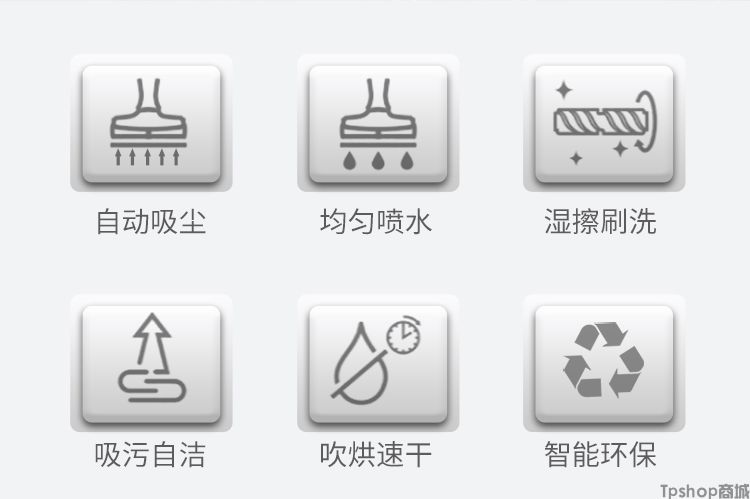 自动吸尘
均匀喷水
湿擦刷洗
吸污自洁
吹烘速干
智能环保
Tpshop商城